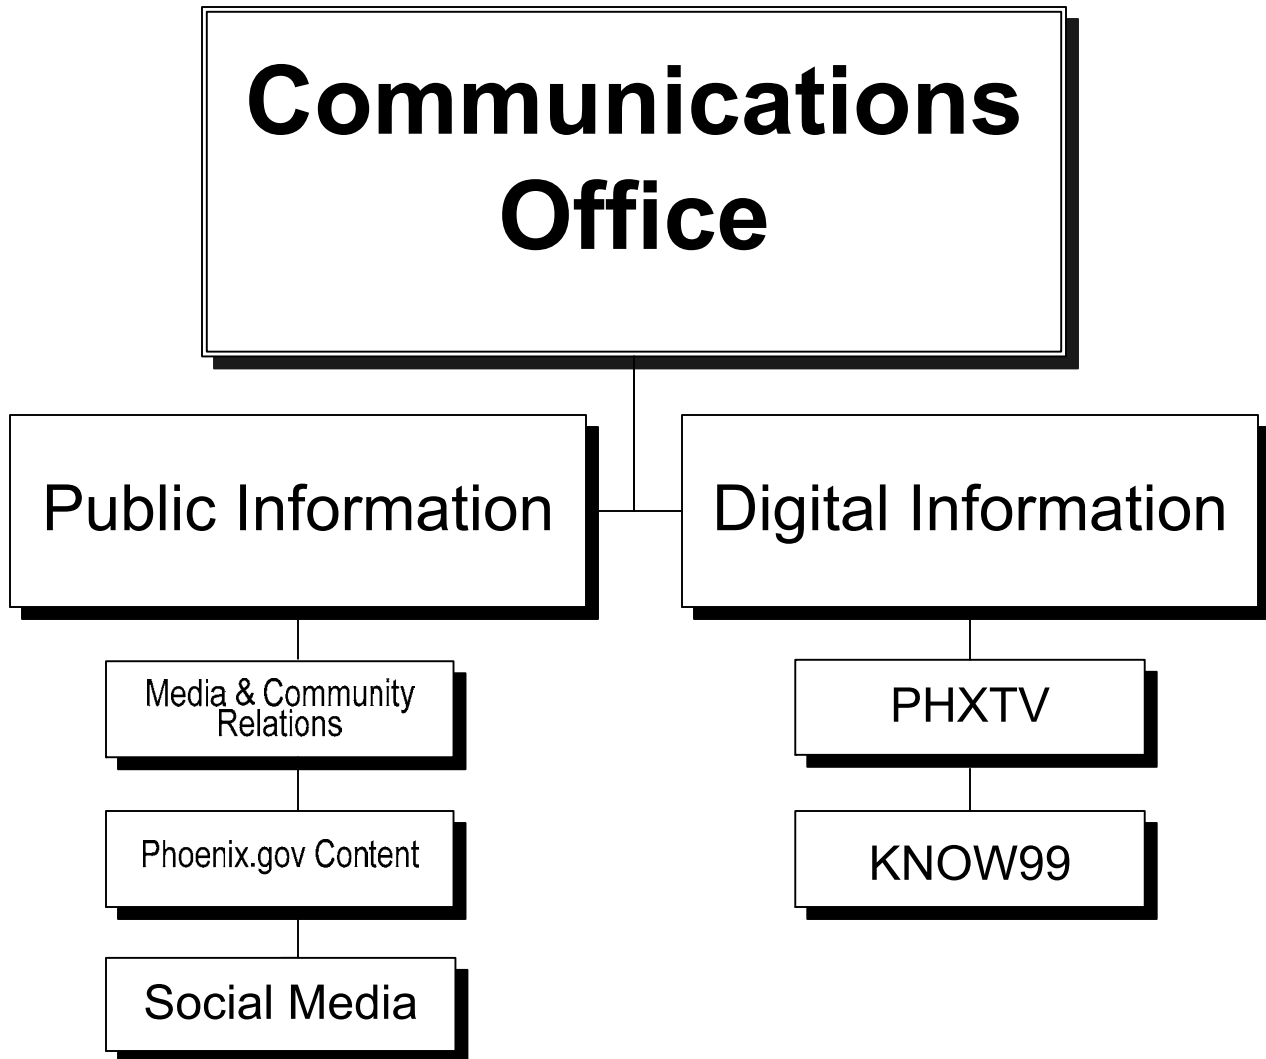 Communications
Office
Public Information
Digital Information
Media & Community
Relations
PHXTV
Phoenix.gov Content
KNOW99
Social Media